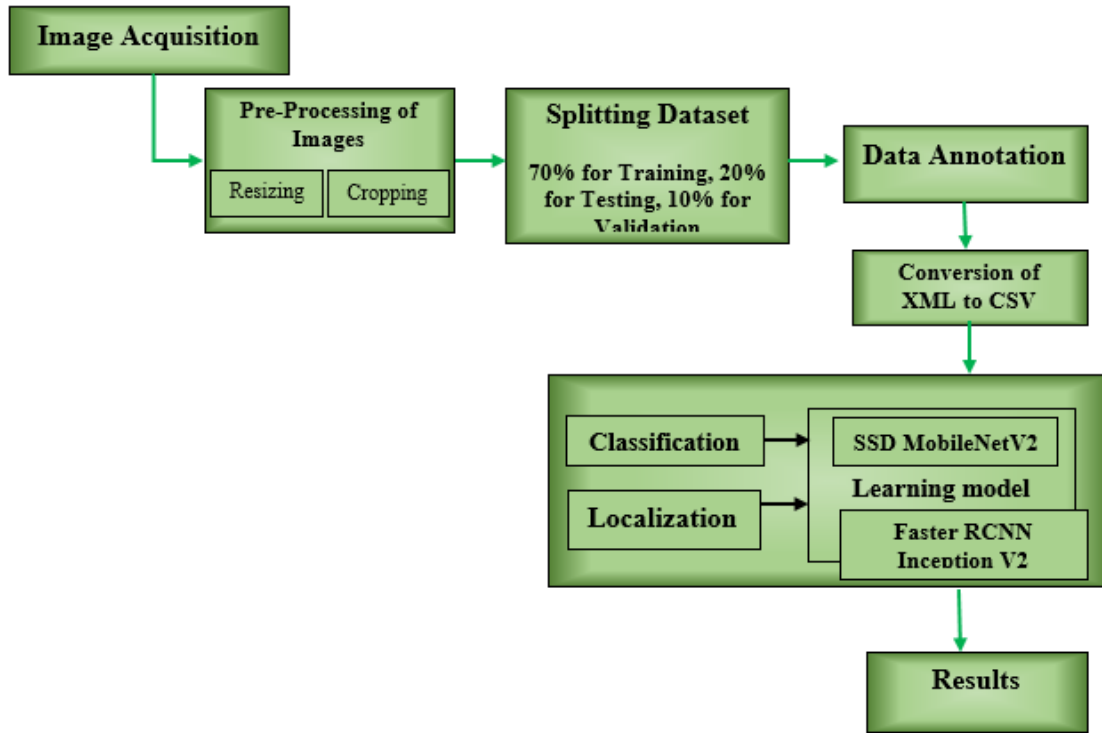 Image Acquisition
Pre-Processing of
Images
Resizing
Cropping
Splitting Dataset
70% for Training, 20%
for Testing, 10% for
Validation
Data Annotation
Conversion of
XML to CSV
Classification
Localization
SSD MobileNetV2
Learning model
Faster RCNN
Inception V2
Results